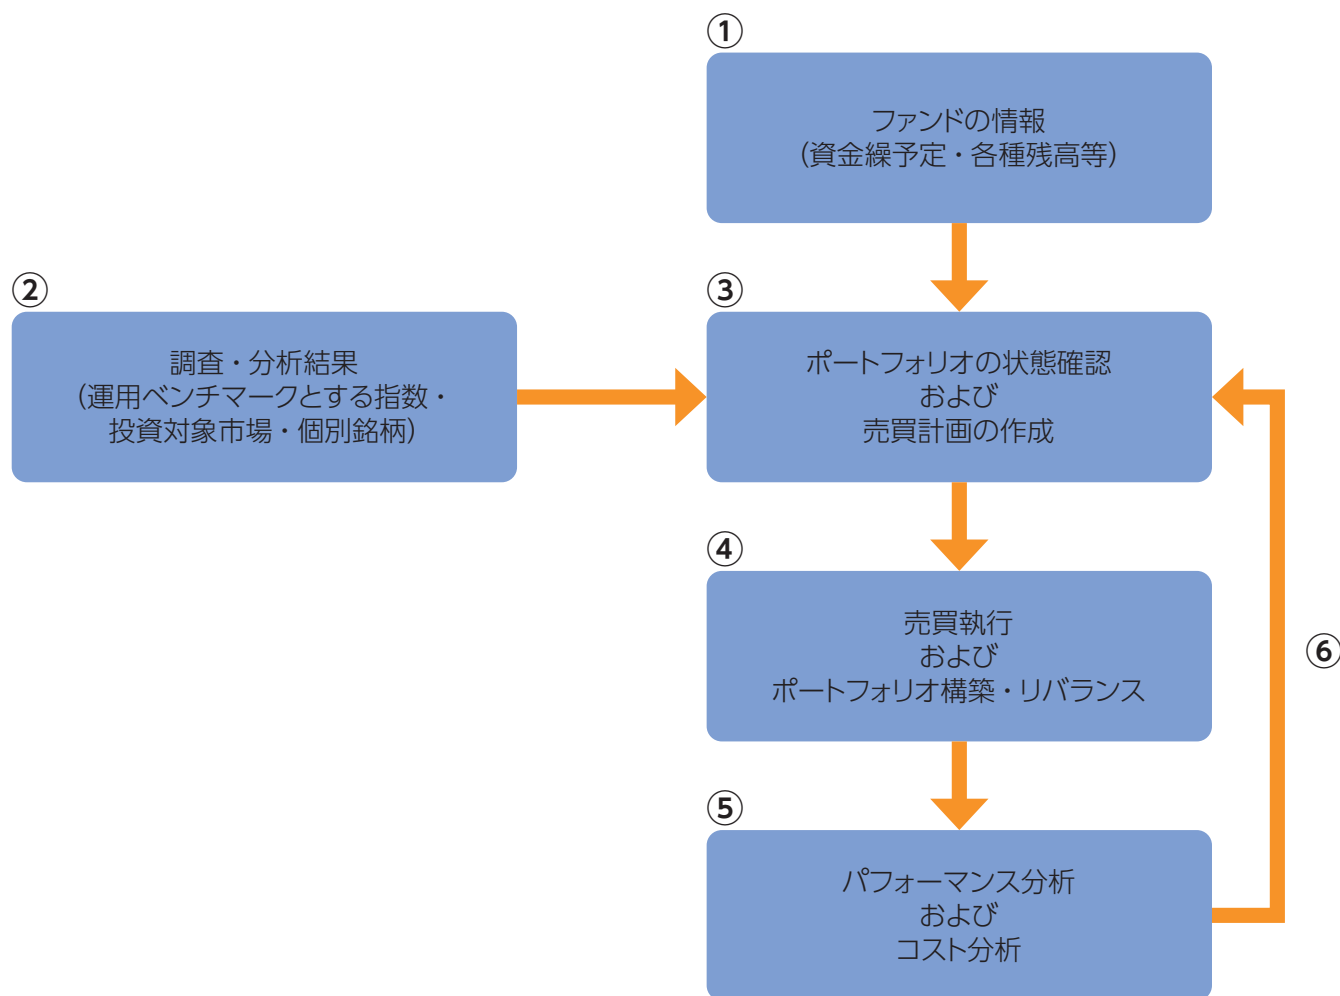 ①
ファンドの情報
(資金繰予定・各種残高等)
②
調査・分析結果
(運用ベンチマークとする指数・
投資対象市場・個別銘柄)
③
ポートフォリオの状態確認
および
売買計画の作成
④
売買執行
および
ポートフォリオ構築・リバランス
⑤
パフォーマンス分析
および
コスト分析
⑥